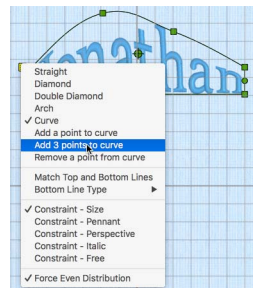 Jonathan
Straight
Diamond
Double Diamond
Arch
✓ Curve
Add a point to curve
Add 3 points to curve
Remove a point from curve
Match Top and Bottom Lines
Bottom Line Type ▶
✓ Constraint - Size
Constraint - Pennant
Constraint - Perspective
Constraint - Italic
Constraint - Free
✓ Force Even Distribution